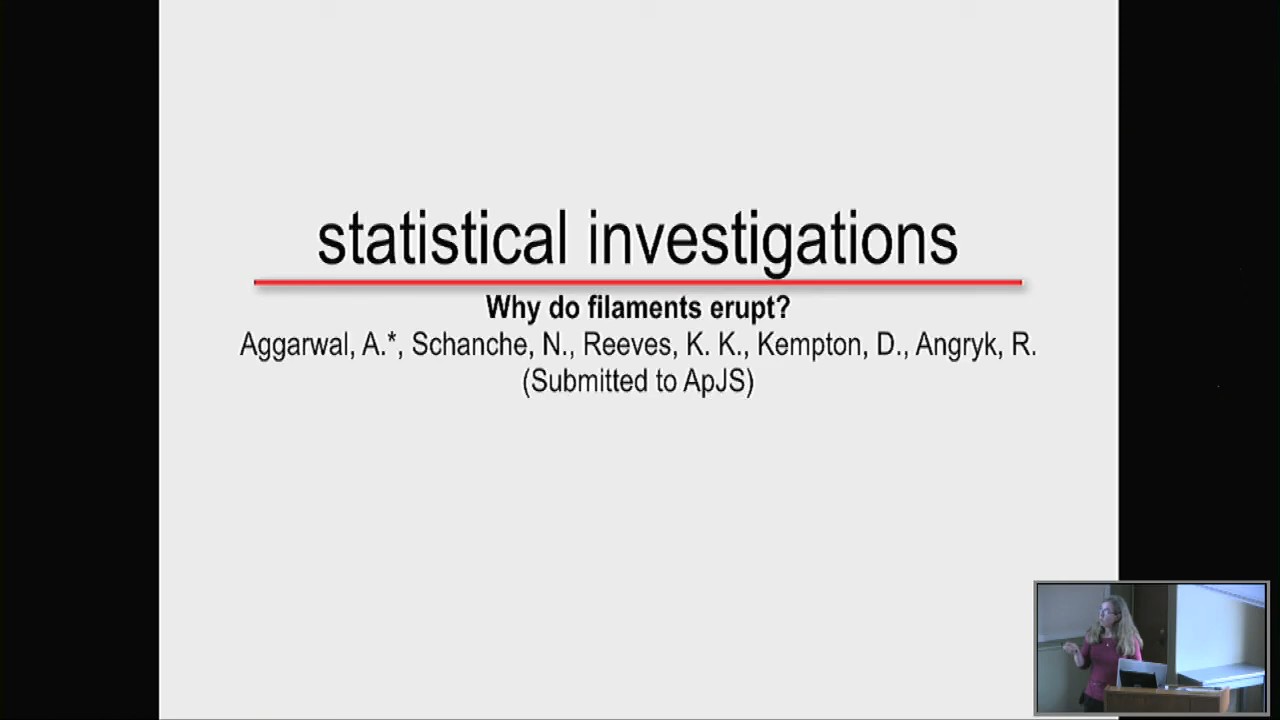 statistical investigations
Why do filaments erupt?
Aggarwal, A.*, Schanche, N., Reeves, K. K., Kempton, D., Angryk, R.
(Submitted to ApJS)